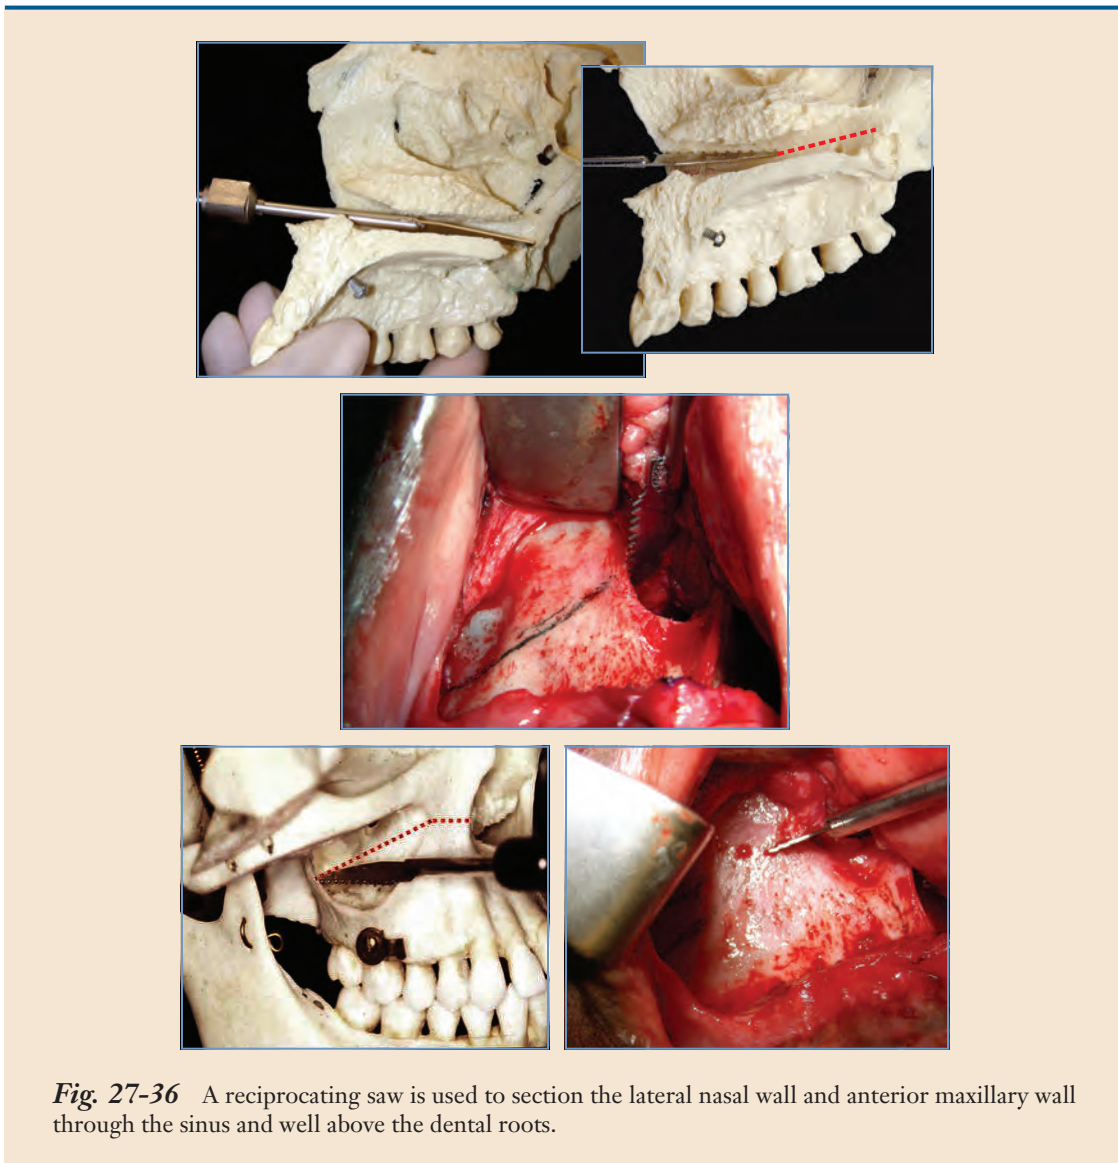 Fig. 27-36 A reciprocating saw is used to section the lateral nasal wall and anterior maxillary wall
through the sinus and well above the dental roots.